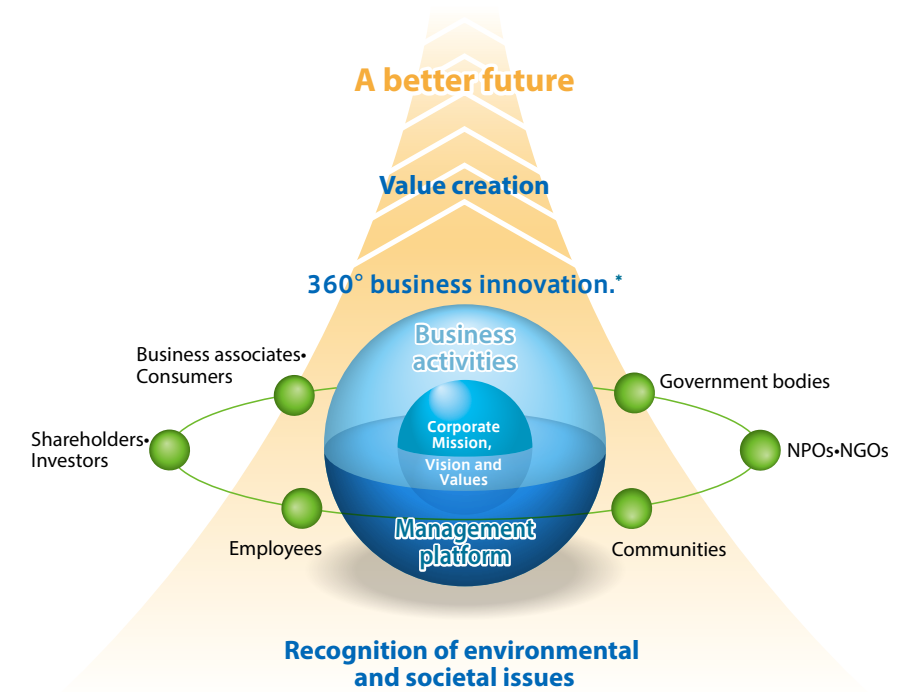 A better future
Value creation
360° business innovation.*
Business
activities
Business associates•
Consumers
Government bodies
Corporate
Mission,
Vision and
Values
Shareholders•
Investors
NPOs•NGOs
Management
platform
Employees
Communities
Recognition of environmental
and societal issues